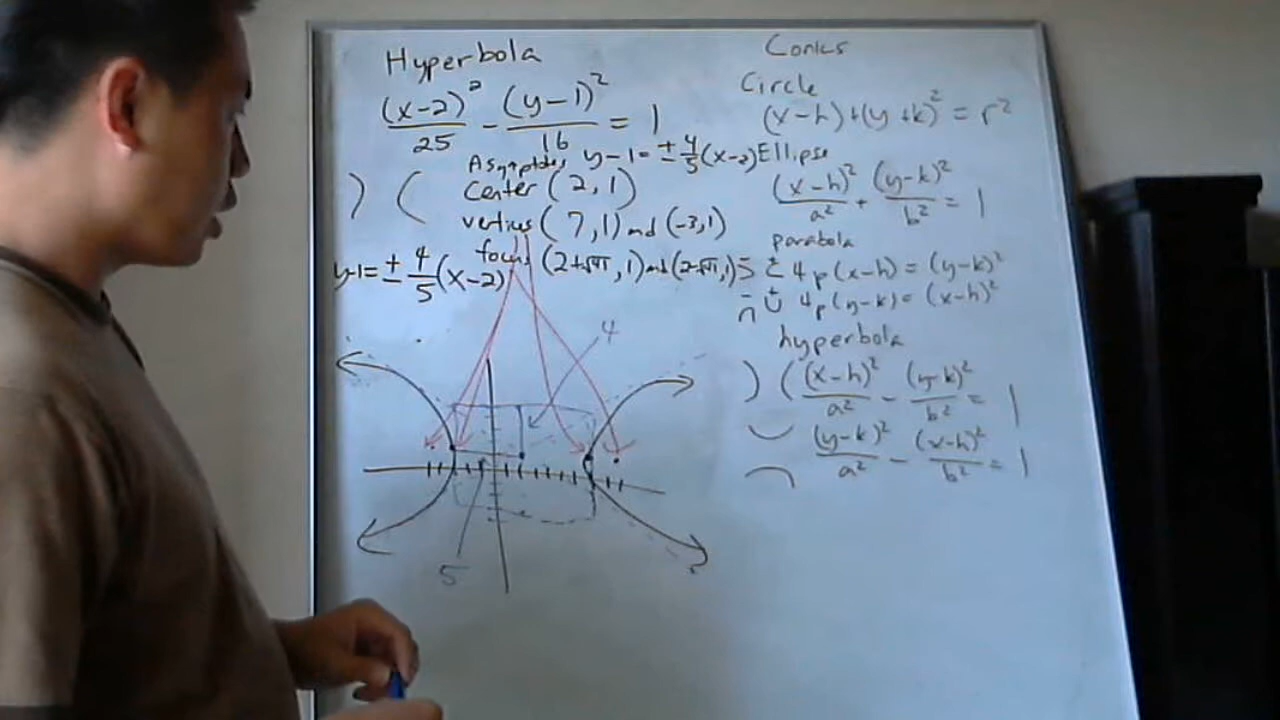 Hyperbola
(x-2)²/25 - (y-1)²/16 = 1
Asymptotes y-1 = ± 4/5 (x-2)
) ( center (2, 1)
vertices (7, 1) and (-3, 1)
y-1 = ± 4/5 (x-2)
focus (2+√41, 1) and (2-√41, 1)
4
5
Conics
Circle
(x-h) + (y+k)² = r²
Ellipse
(x-h)²/a² + (y-k)²/b² = 1
parabola
4p(x-h) = (y-k)²
4p(y-k) = (x-h)²
hyperbola
) ( (x-h)²/a² - (y-k)²/b² = 1
(y-k)²/a² - (x-h)²/b² = 1